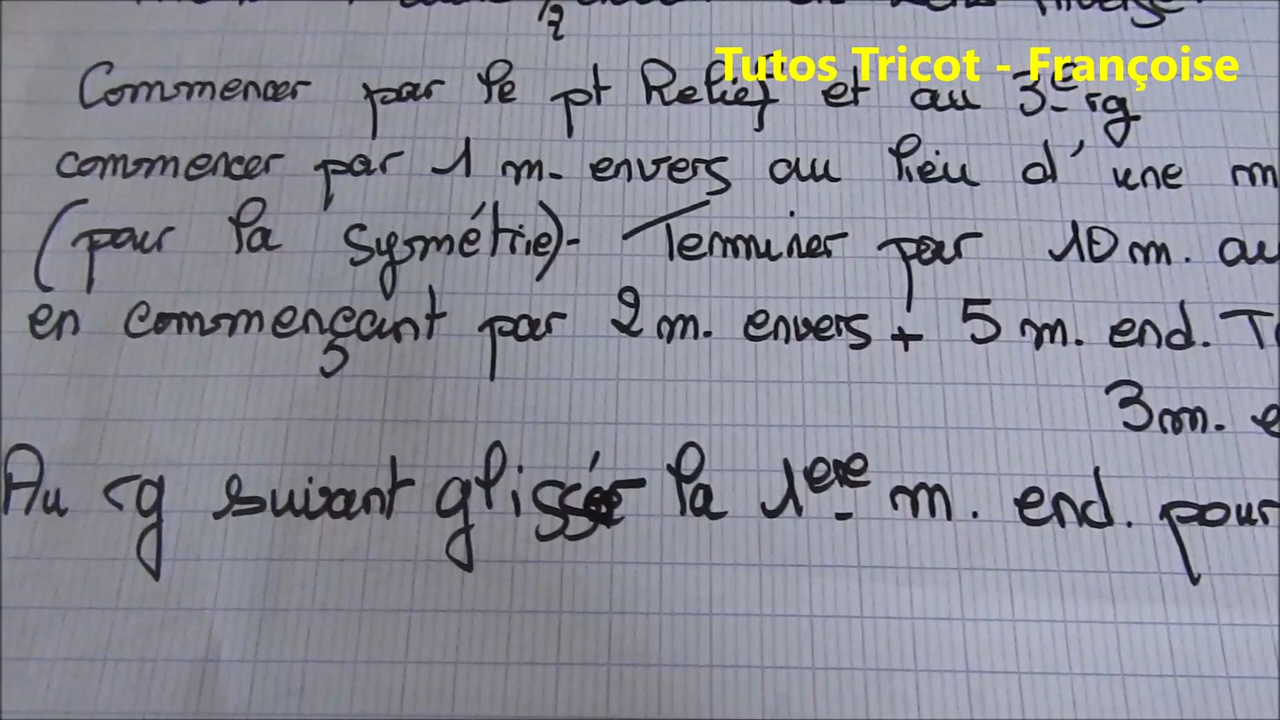 Tutos Tricot - Françoise
Commencer par le pt Relief et au 3e rg
commencer par 1 m. envers au lieu d'une m
(pour la symétrie)- Terminer par 10 m. au
en commençant par 2 m. envers + 5 m. end. T
3 m. e
Au rg suivant glisser la 1ere m. end. pour